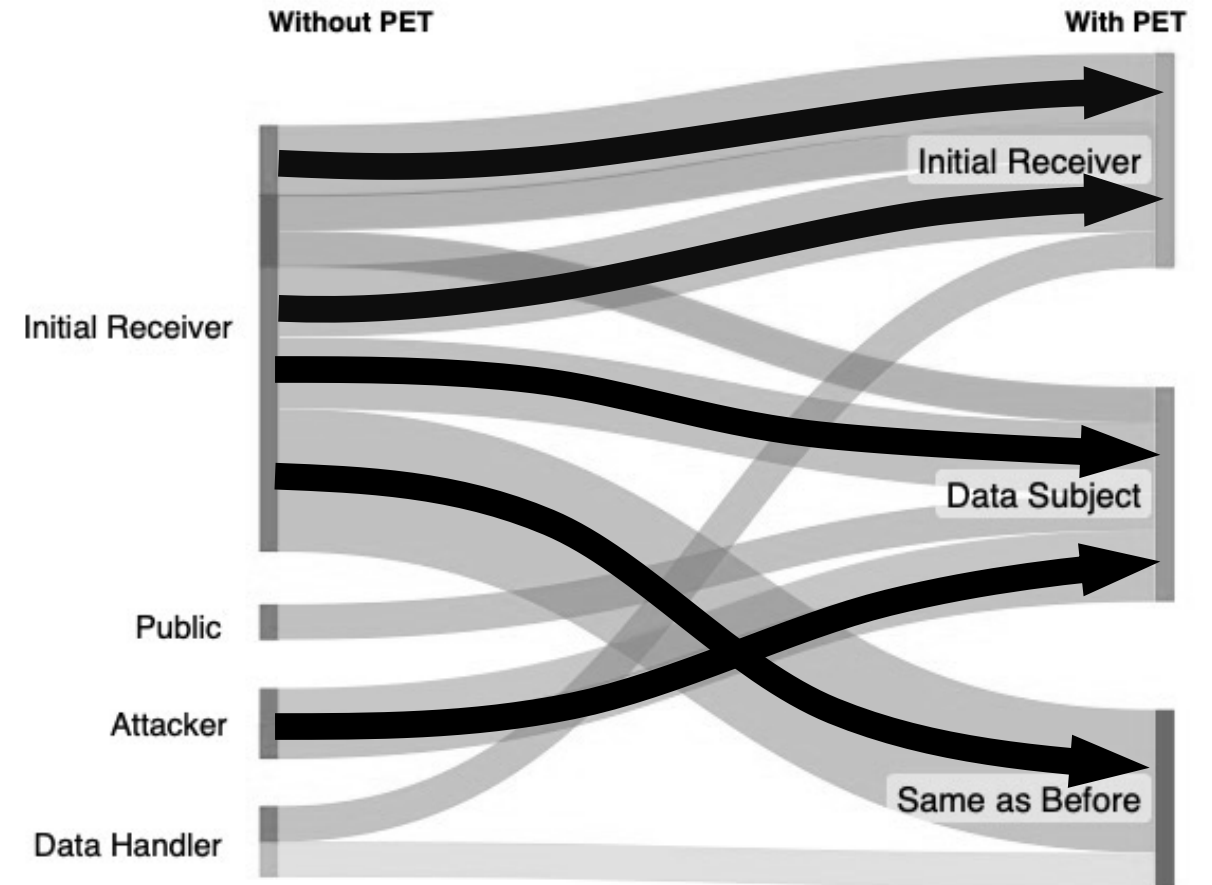 Without PET
With PET
Initial Receiver
Initial Receiver
Data Subject
Public
Attacker
Same as Before
Data Handler